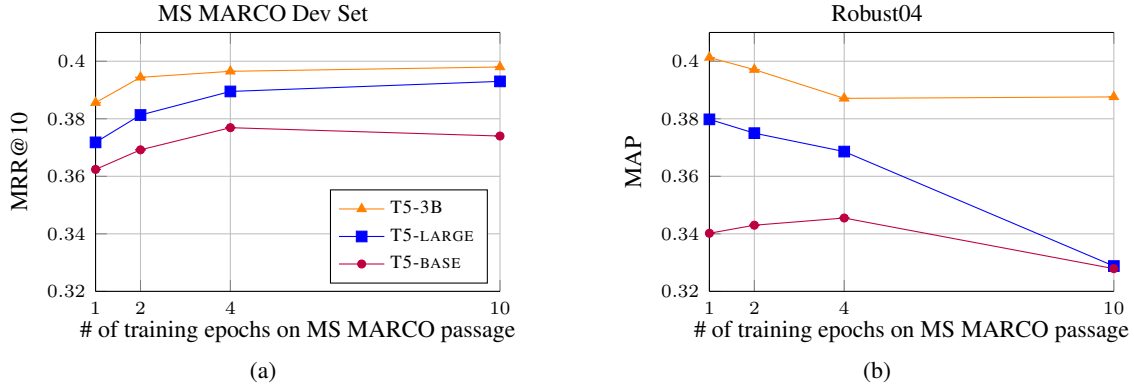 MS MARCO Dev Set
0.4
0.38
0.36
0.34
0.32
MRR@10
T5-3B
T5-LARGE
T5-BASE
1 2 4 10
# of training epochs on MS MARCO passage
(a)
Robust04
0.4
0.38
0.36
0.34
0.32
MAP
1 2 4 10
# of training epochs on MS MARCO passage
(b)